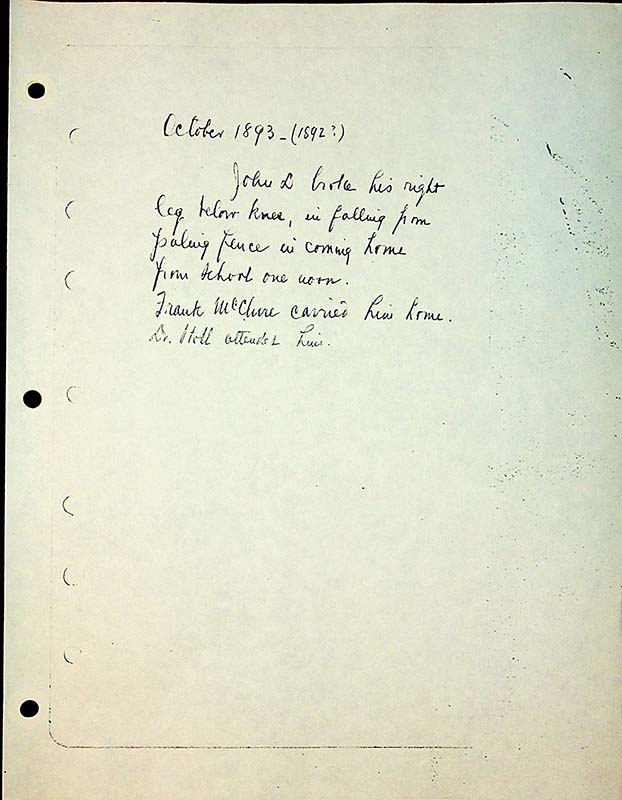 October 1893 - (1892?)
John L broke his right
leg below knee, in falling from
paling fence in coming home
from school one noon.
Frank McClure carried him home.
Dr. attended him.